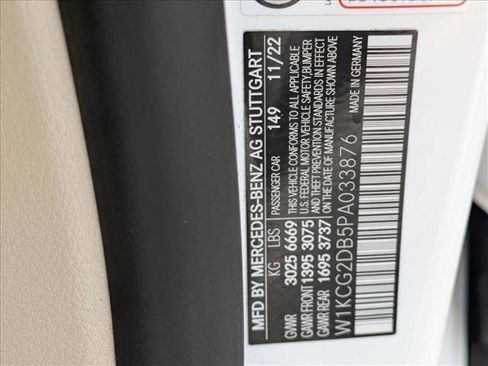 MFD BY MERCEDES-BENZ AG STUTTGART
KG LBS PASSENGER CAR 149 11/22
GVWR 3025 6669 THIS VEHICLE CONFORMS TO ALL APPLICABLE
GAWR FRONT 1395 3075 U.S. FEDERAL MOTOR VEHICLE SAFETY, BUMPER
GAWR REAR 1695 3737 AND THEFT PREVENTION STANDARDS IN EFFECT
ON THE DATE OF MANUFACTURE SHOWN ABOVE
W1KCG2DB5PA033876 MADE IN GERMANY